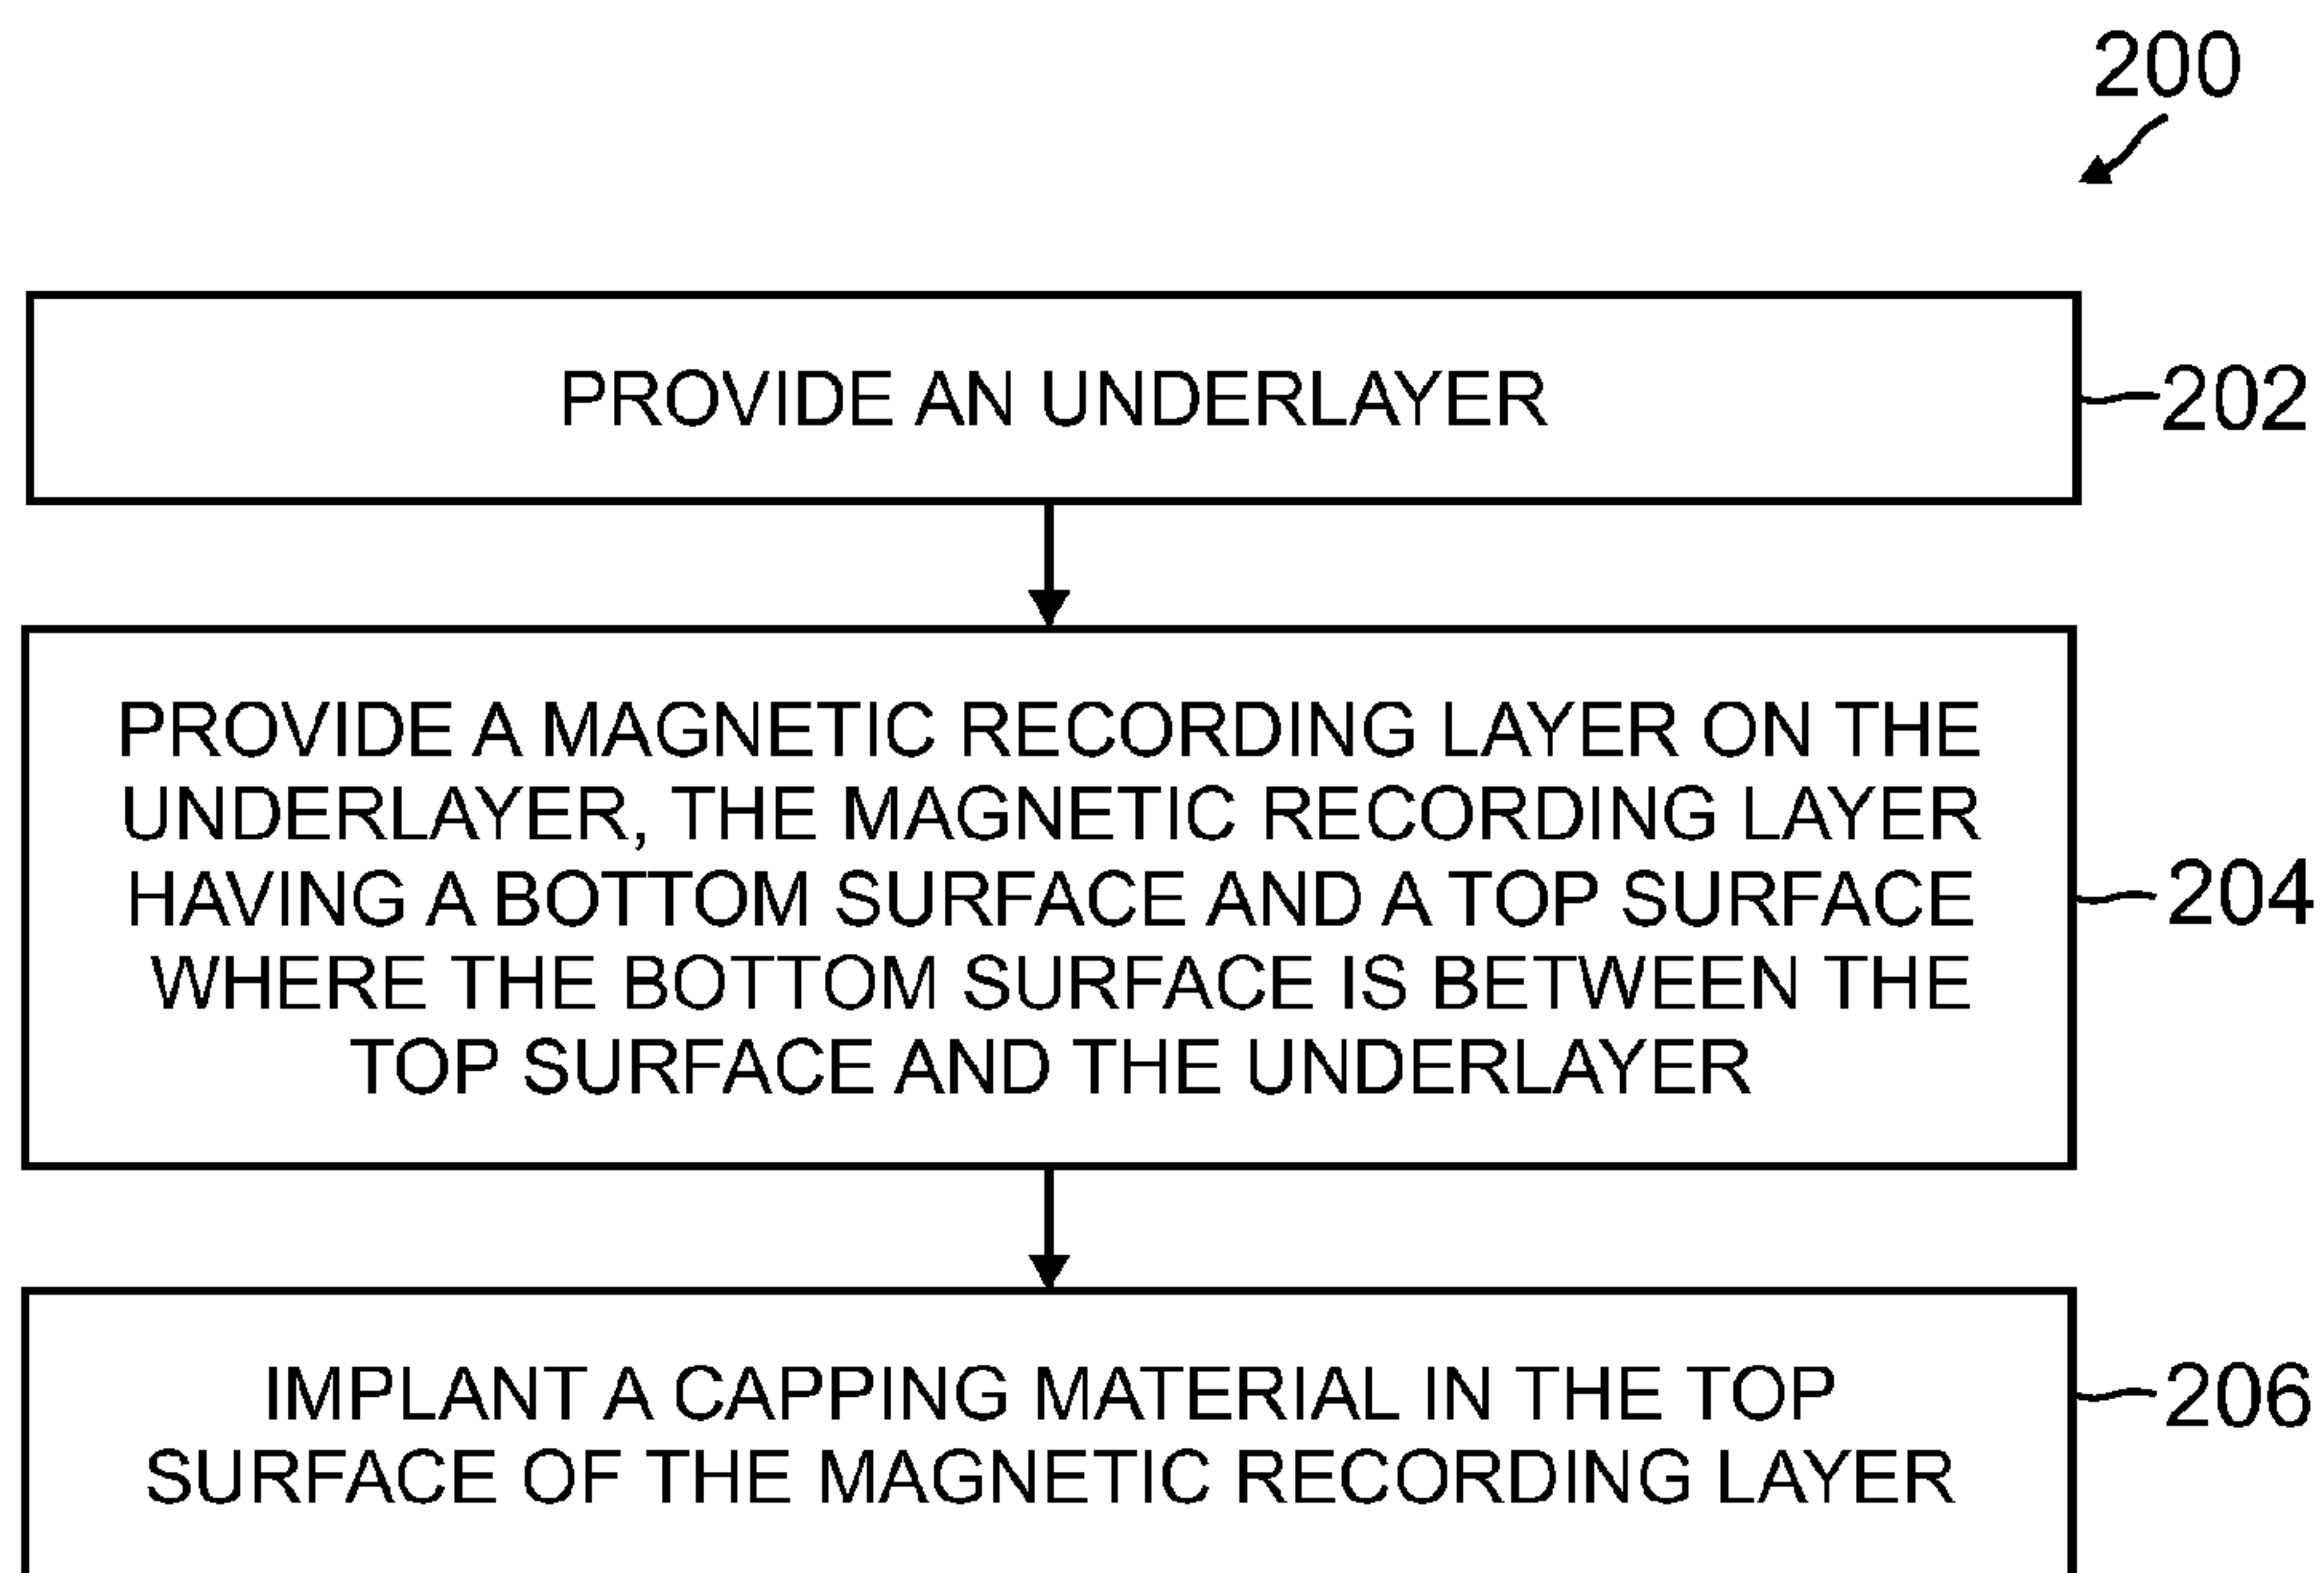 200
PROVIDE AN UNDERLAYER
202
PROVIDE A MAGNETIC RECORDING LAYER ON THE
UNDERLAYER, THE MAGNETIC RECORDING LAYER
HAVING A BOTTOM SURFACE AND A TOP SURFACE
WHERE THE BOTTOM SURFACE IS BETWEEN THE
TOP SURFACE AND THE UNDERLAYER
204
IMPLANT A CAPPING MATERIAL IN THE TOP
SURFACE OF THE MAGNETIC RECORDING LAYER
206